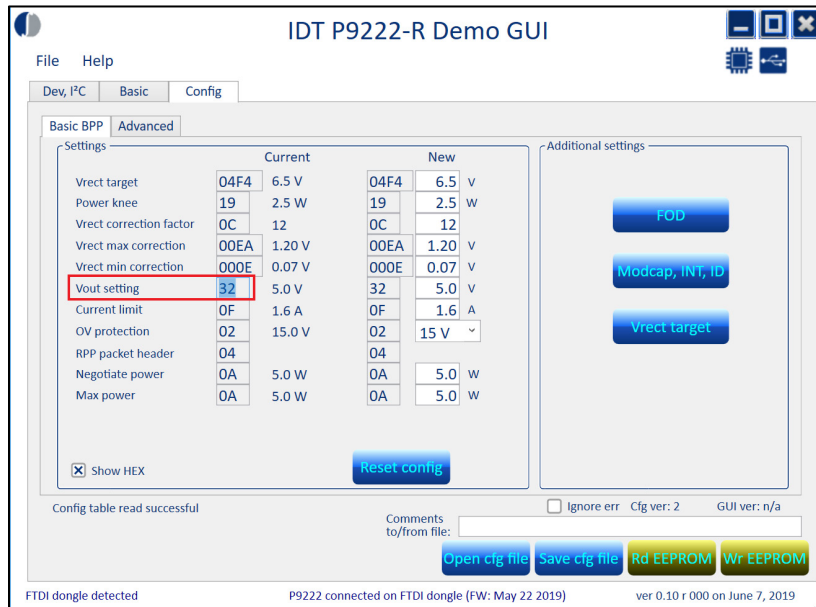 IDT P9222-R Demo GUI
File Help
Dev, I²C Basic Config
Basic BPP Advanced
Settings
Current New
Vrect target 04F4 6.5 V 04F4 6.5 V
Power knee 19 2.5 W 19 2.5 W
Vrect correction factor 0C 12 0C 12
Vrect max correction 00EA 1.20 V 00EA 1.20 V
Vrect min correction 000E 0.07 V 000E 0.07 V
Vout setting 32 5.0 V 32 5.0 V
Current limit 0F 1.6 A 0F 1.6 A
OV protection 02 15.0 V 02 15 V
RPP packet header 04 04
Negotiate power 0A 5.0 W 0A 5.0 W
Max power 0A 5.0 W 0A 5.0 W
Show HEX
Reset config
Additional settings
FOD
Modcap, INT, ID
Vrect target
Config table read successful
Ignore err Cfg ver: 2 GUI ver: n/a
Comments
to/from file:
Open cfg file Save cfg file Rd EEPROM Wr EEPROM
FTDI dongle detected P9222 connected on FTDI dongle (FW: May 22 2019) ver 0.10 r 000 on June 7, 2019